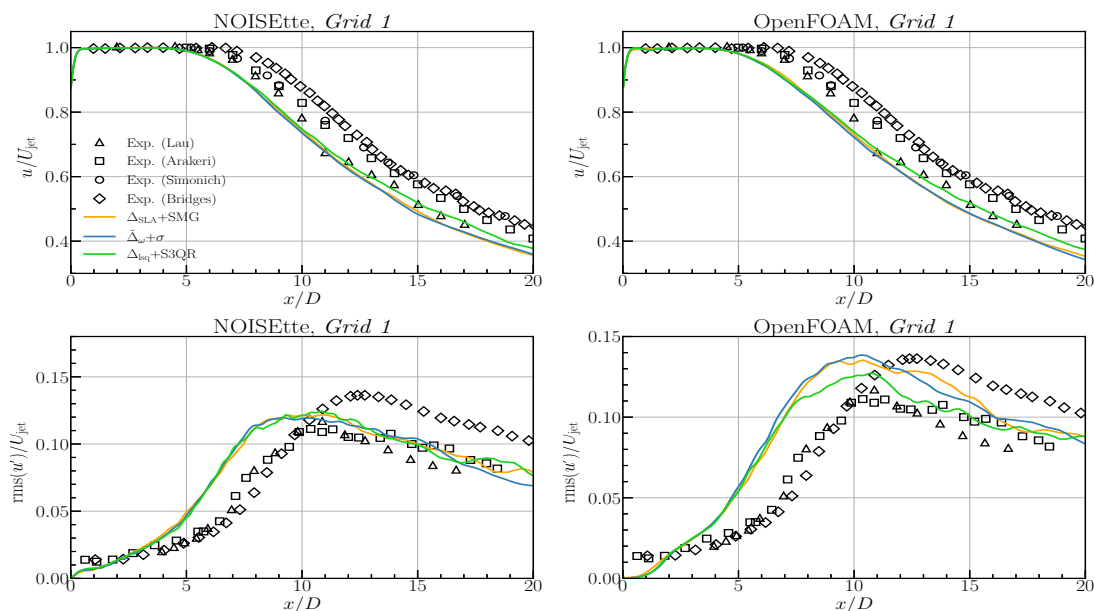 NOISEtte, Grid 1
1.0
0.8
0.6
0.4
u/U_jet
Exp. (Lau)
Exp. (Arakeri)
Exp. (Simonich)
Exp. (Bridges)
Δ_SLA+SMG
Δ̃_ω+σ
Δ_lsq+S3QR
0 5 10 15 20
x/D
OpenFOAM, Grid 1
1.0
0.8
0.6
0.4
u/U_jet
0 5 10 15 20
x/D
NOISEtte, Grid 1
0.15
0.10
0.05
0.00
rms(u′)/U_jet
0 5 10 15 20
x/D
OpenFOAM, Grid 1
0.15
0.10
0.05
0.00
rms(u′)/U_jet
0 5 10 15 20
x/D